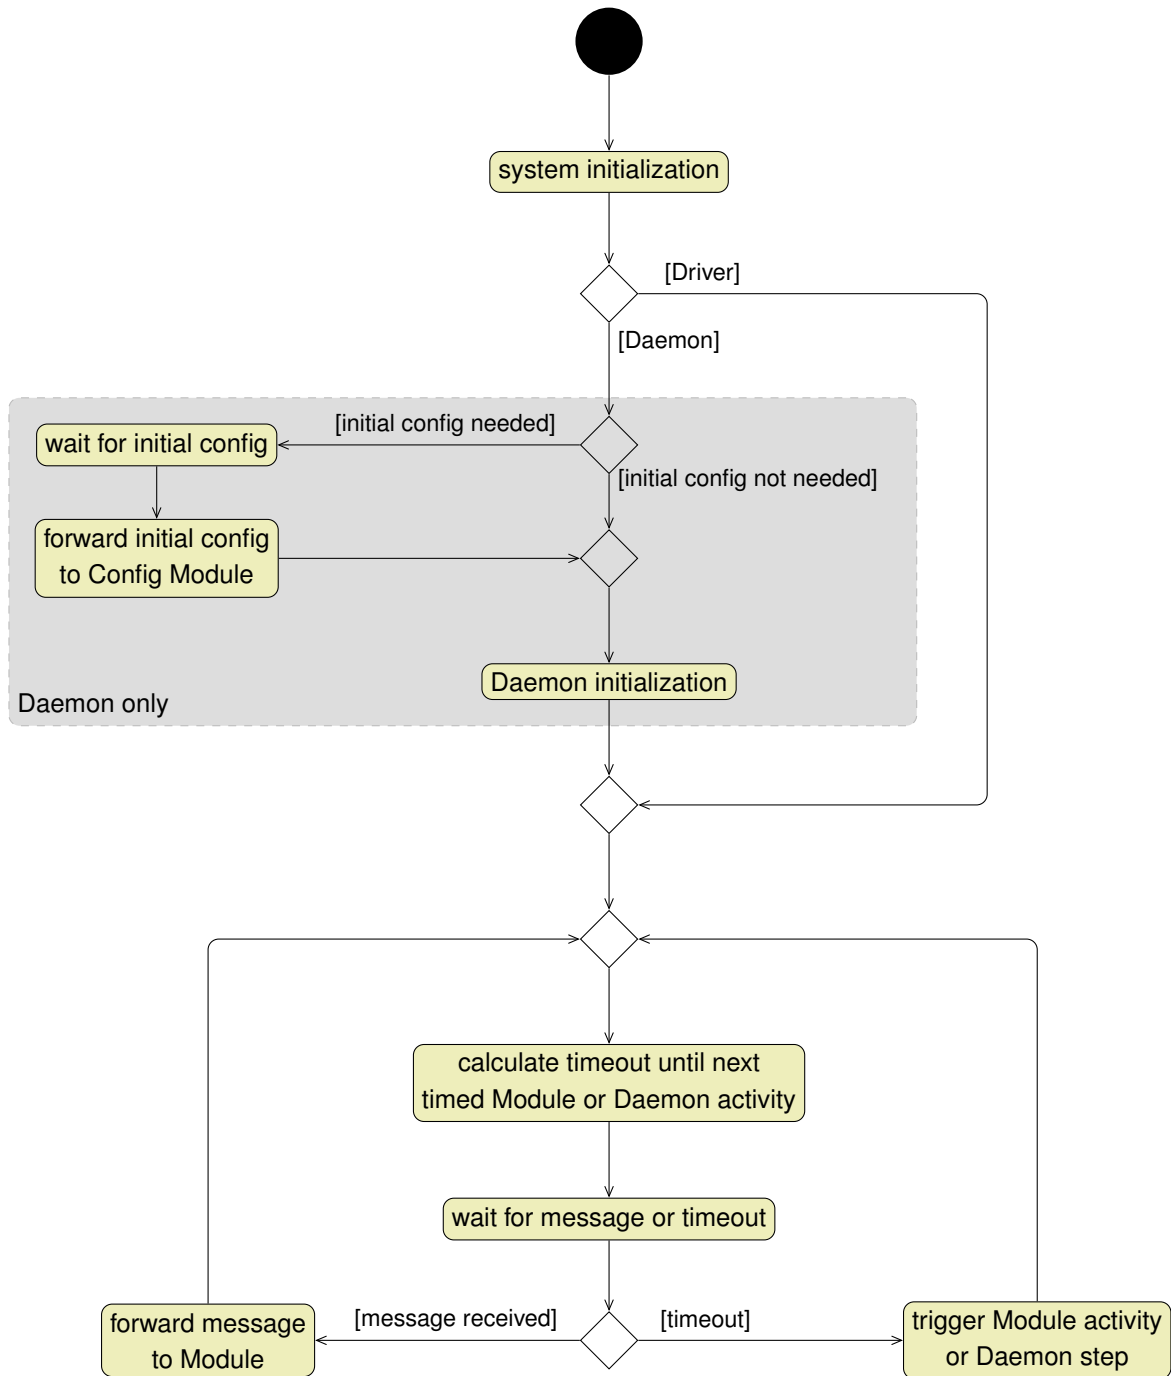 system initialization
[Driver]
[Daemon]
[initial config needed]
wait for initial config
[initial config not needed]
forward initial config
to Config Module
Daemon initialization
Daemon only
calculate timeout until next
timed Module or Daemon activity
wait for message or timeout
[message received]
[timeout]
forward message
to Module
trigger Module activity
or Daemon step